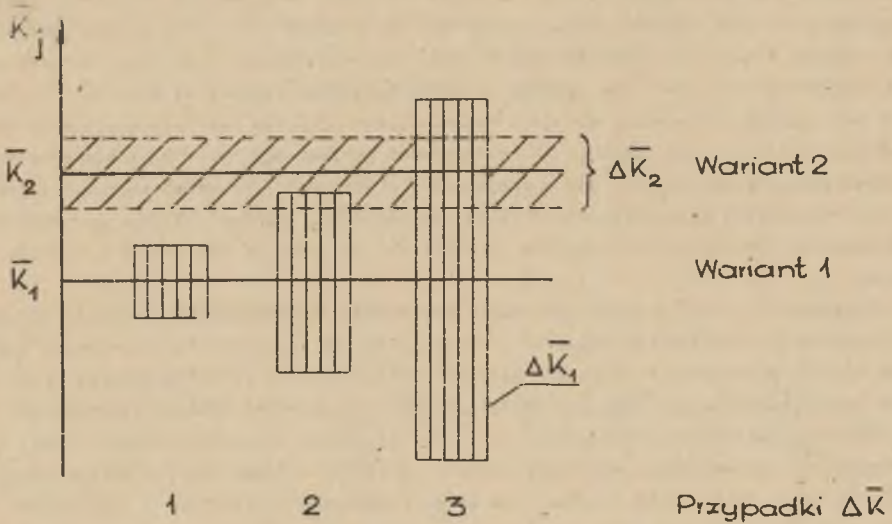 K̄j
K̄₂
ΔK̄₂ Wariant 2
K̄₁
Wariant 1
ΔK̄₁
1 2 3 Przypadki ΔK̄